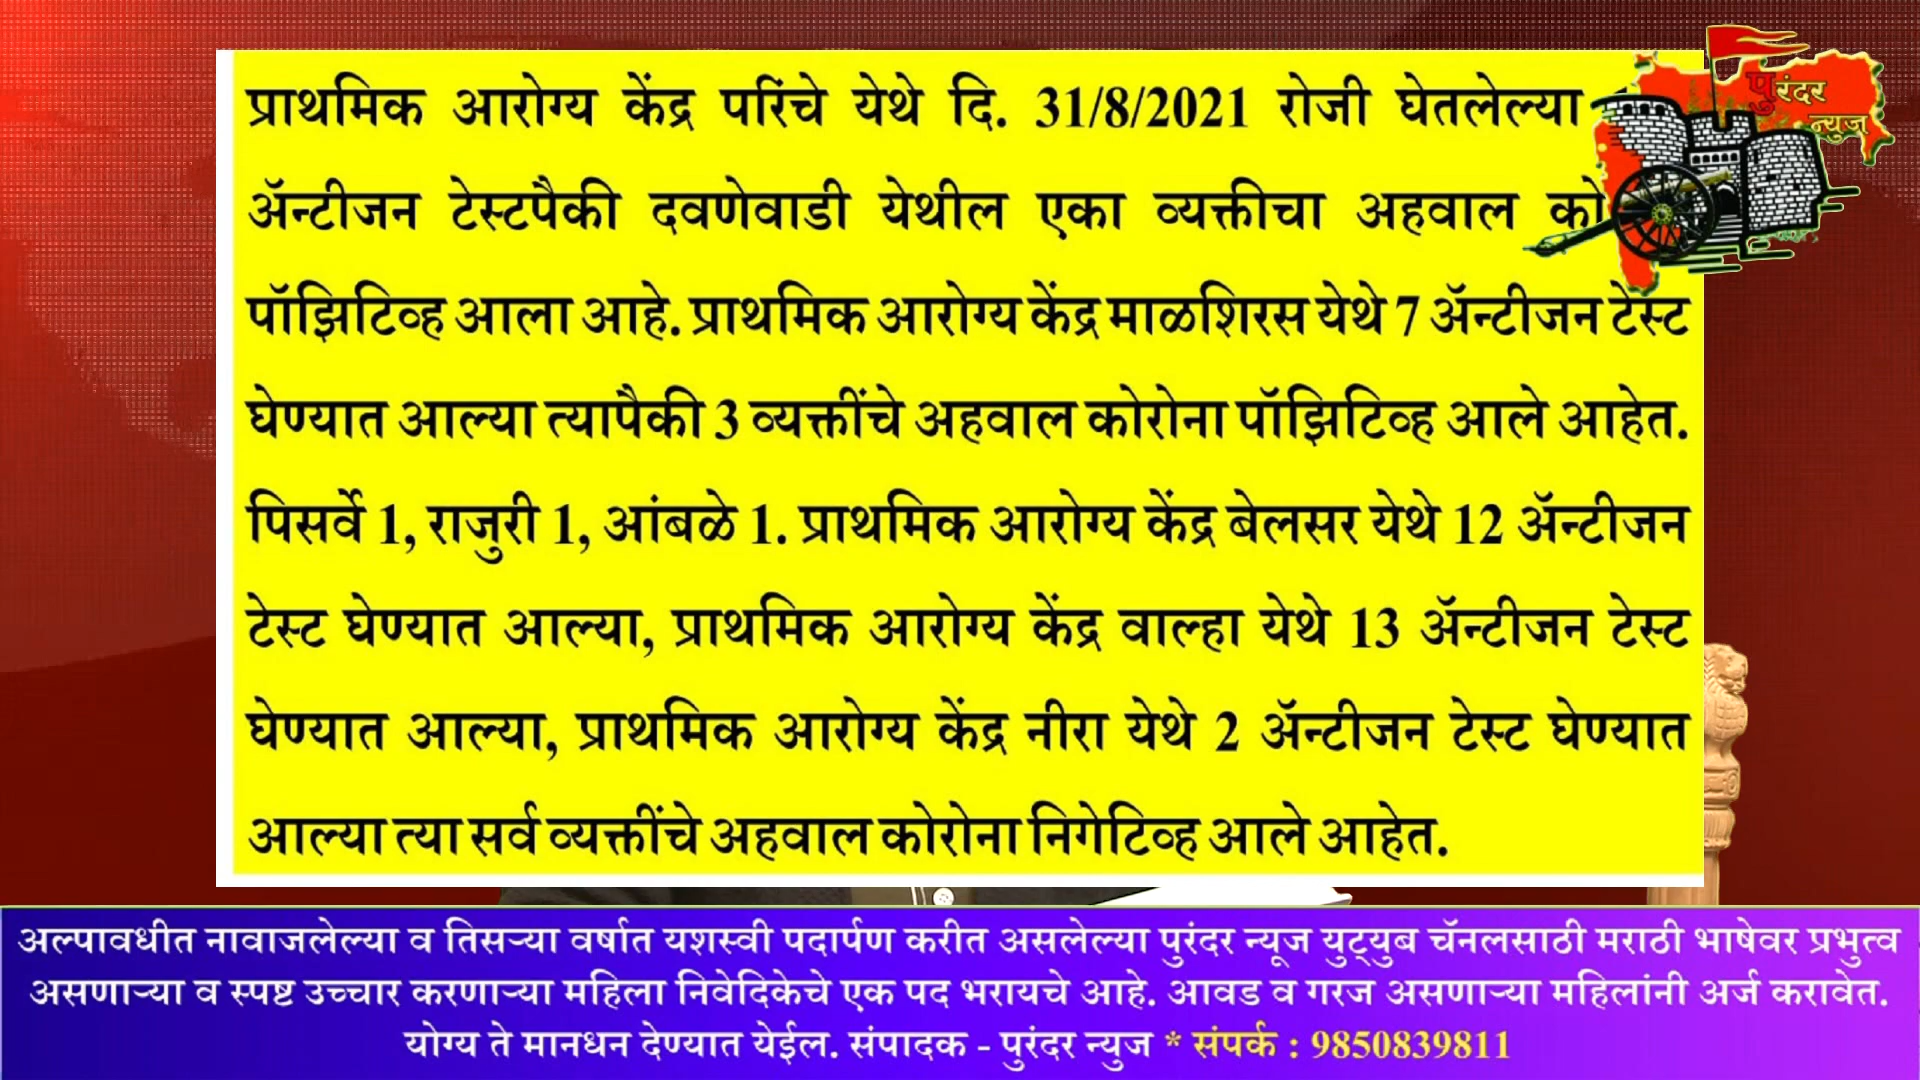 प्राथमिक आरोग्य केंद्र परिंचे येथे दि. 31/8/2021 रोजी घेतलेल्या
ॲन्टीजन टेस्टपैकी दवणेवाडी येथील एका व्यक्तीचा अहवाल को
पॉझिटिव्ह आला आहे. प्राथमिक आरोग्य केंद्र माळशिरस येथे 7 ॲन्टीजन टेस्ट
घेण्यात आल्या त्यापैकी 3 व्यक्तींचे अहवाल कोरोना पॉझिटिव्ह आले आहेत.
पिसर्वे 1, राजुरी 1, आंबळे 1. प्राथमिक आरोग्य केंद्र बेलसर येथे 12 ॲन्टीजन
टेस्ट घेण्यात आल्या, प्राथमिक आरोग्य केंद्र वाल्हा येथे 13 ॲन्टीजन टेस्ट
घेण्यात आल्या, प्राथमिक आरोग्य केंद्र नीरा येथे 2 ॲन्टीजन टेस्ट घेण्यात
आल्या त्या सर्व व्यक्तींचे अहवाल कोरोना निगेटिव्ह आले आहेत.
पुरंदर
न्युज
अल्पावधीत नावाजलेल्या व तिसऱ्या वर्षात यशस्वी पदार्पण करीत असलेल्या पुरंदर न्यूज युट्युब चॅनलसाठी मराठी भाषेवर प्रभुत्व
असणाऱ्या व स्पष्ट उच्चार करणाऱ्या महिला निवेदिकेचे एक पद भरायचे आहे. आवड व गरज असणाऱ्या महिलांनी अर्ज करावेत.
योग्य ते मानधन देण्यात येईल. संपादक - पुरंदर न्युज * संपर्क : 9850839811